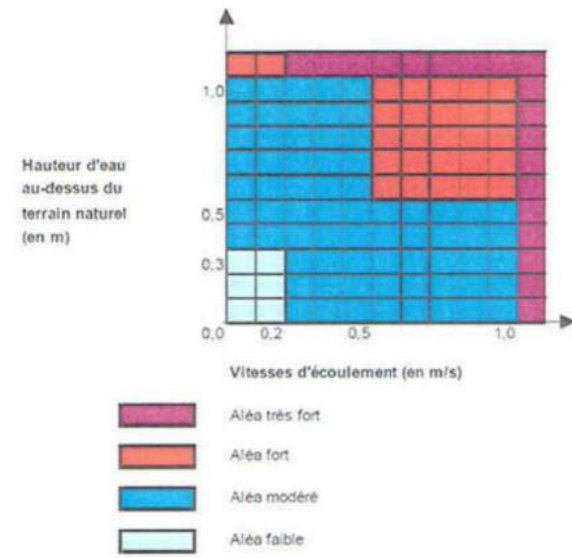 1,0
Hauteur d'eau
au-dessus du
terrain naturel
(en m)
0,5
0,3
0,0 0,2 0,5 1,0
Vitesses d'écoulement (en m/s)
Aléa très fort
Aléa fort
Aléa modéré
Aléa faible